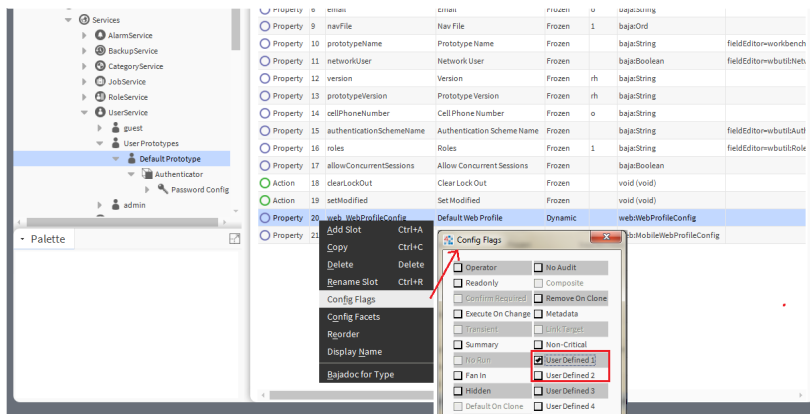 Services
AlarmService
BackupService
CategoryService
JobService
RoleService
UserService
guest
User Prototypes
Default Prototype
Authenticator
Password Config
admin
Palette
Property 6 email Email Frozen o baja:String
Property 9 navFile Nav File Frozen 1 baja:Ord
Property 10 prototypeName Prototype Name Frozen baja:String fieldEditor=workbench
Property 11 networkUser Network User Frozen baja:Boolean fieldEditor=wbutil:Netw
Property 12 version Version Frozen rh baja:String
Property 13 prototypeVersion Prototype Version Frozen rh baja:String
Property 14 cellPhoneNumber Cell Phone Number Frozen o baja:String
Property 15 authenticationSchemeName Authentication Scheme Name Frozen baja:String fieldEditor=wbutil:Auth
Property 16 roles Roles Frozen 1 baja:String fieldEditor=wbutil:Role
Property 17 allowConcurrentSessions Allow Concurrent Sessions Frozen baja:Boolean
Action 18 clearLockOut Clear Lock Out Frozen void (void)
Action 19 setModified Set Modified Frozen void (void)
Property 20 web_WebProfileConfig Default Web Profile Dynamic web:WebProfileConfig
Property 21 eb:MobileWebProfileConfig
Add Slot Ctrl+A
Copy Ctrl+C
Delete Delete
Rename Slot Ctrl+R
Config Flags
Config Facets
Reorder
Display Name
Bajadoc for Type
Config Flags
Operator No Audit
Readonly Composite
Confirm Required Remove On Clone
Execute On Change Metadata
Transient Link Target
Summary Non-Critical
No Run User Defined 1
Fan In User Defined 2
Hidden User Defined 3
Default On Clone User Defined 4